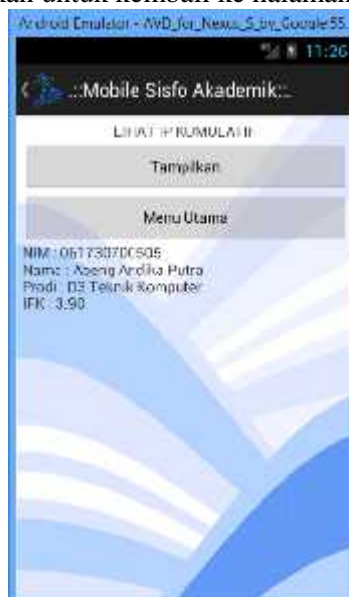 untuk kembali ke halaman
Android Emulator - AVD_for_Nexus_S_by_Google:55
11:26
.::Mobile Sisfo Akademik::.
LIHAT IP KUMULATIF
Tampilkan
Menu Utama
NIM : 061730700505
Nama : Aseng Andika Putra
Prodi : D3 Teknik Komputer
IPK : 3.90